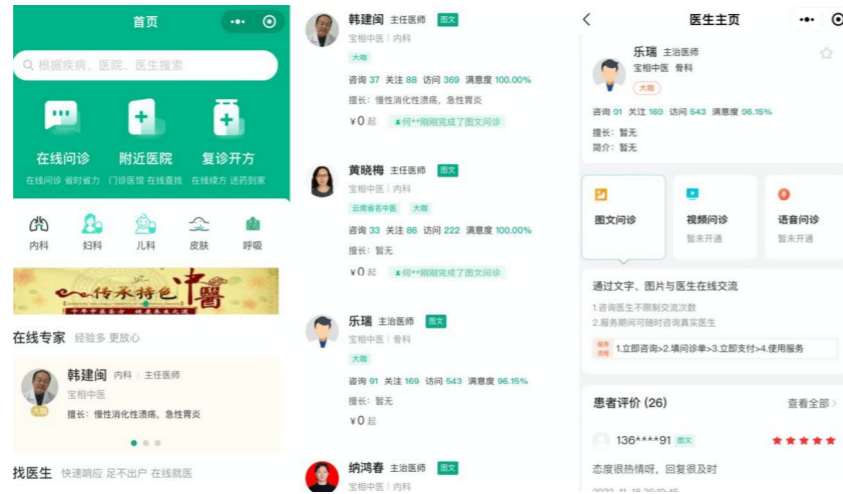 首页
根据疾病、医院、医生搜索
在线问诊 附近医院 复诊开方
在线问诊 省时省力 门诊医馆 在线查找 在线续方 送药到家
内科 妇科 儿科 皮肤 呼吸
传承特色 中醫
在线专家 经验多 更放心
韩建闽 内科 | 主任医师
宝相中医
大咖
擅长: 慢性消化性溃疡, 急性胃炎
找医生 快速响应 足不出户 在线就医
韩建闽 主任医师 图文
宝相中医 | 内科
大咖
咨询 37 关注 88 访问 369 满意度 100.00%
擅长: 慢性消化性溃疡, 急性胃炎
¥0 起 何**刚刚完成了图文问诊
黄晓梅 主任医师 图文
宝相中医 | 内科
云南省名中医 大咖
咨询 33 关注 86 访问 222 满意度 100.00%
擅长: 暂无
¥0 起 何**刚刚完成了图文问诊
乐瑞 主治医师 图文
宝相中医 | 骨科
大咖
咨询 91 关注 169 访问 543 满意度 96.15%
擅长: 暂无
¥0 起
纳鸿春 主治医师 图文
宝相中医 | 内科
医生主页
乐瑞 主治医师
宝相中医 骨科
大咖
咨询 91 关注 169 访问 543 满意度 96.15%
擅长: 暂无
简介: 暂无
图文问诊 视频问诊 语音问诊
暂未开通 暂未开通
通过文字、图片与医生在线交流
1.咨询医生不限制交流次数
2.服务期间可随时咨询真实医生
服务流程 1.立即咨询>2.填问诊单>3.立即支付>4.使用服务
患者评价 (26) 查看全部
136****91 图文
态度很热情呀, 回复很及时